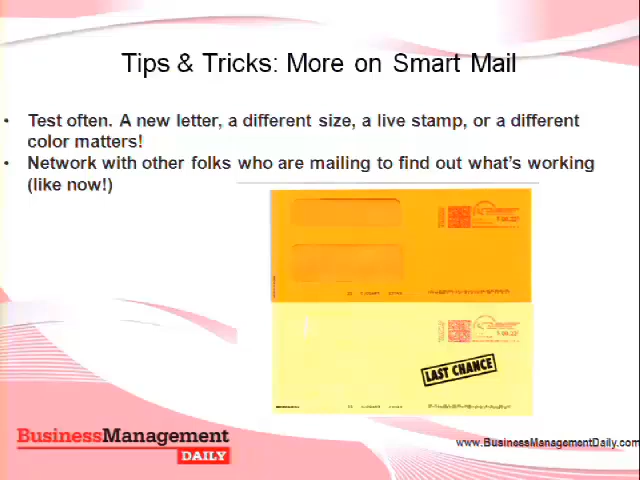 Tips & Tricks: More on Smart Mail
• Test often. A new letter, a different size, a live stamp, or a different
color matters!
• Network with other folks who are mailing to find out what's working
(like now!)
LAST CHANCE
BusinessManagement
DAILY
www.BusinessManagementDaily.com